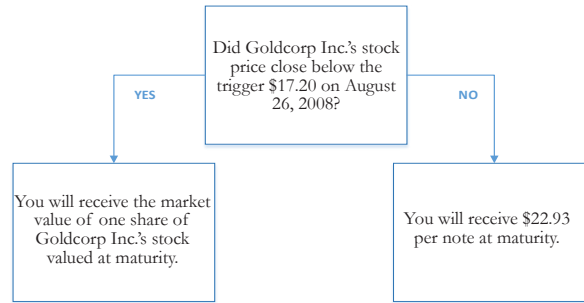 Did Goldcorp Inc.'s stock
price close below the
trigger $17.20 on August
26, 2008?
YES
NO
You will receive the market
value of one share of
Goldcorp Inc.'s stock
valued at maturity.
You will receive $22.93
per note at maturity.